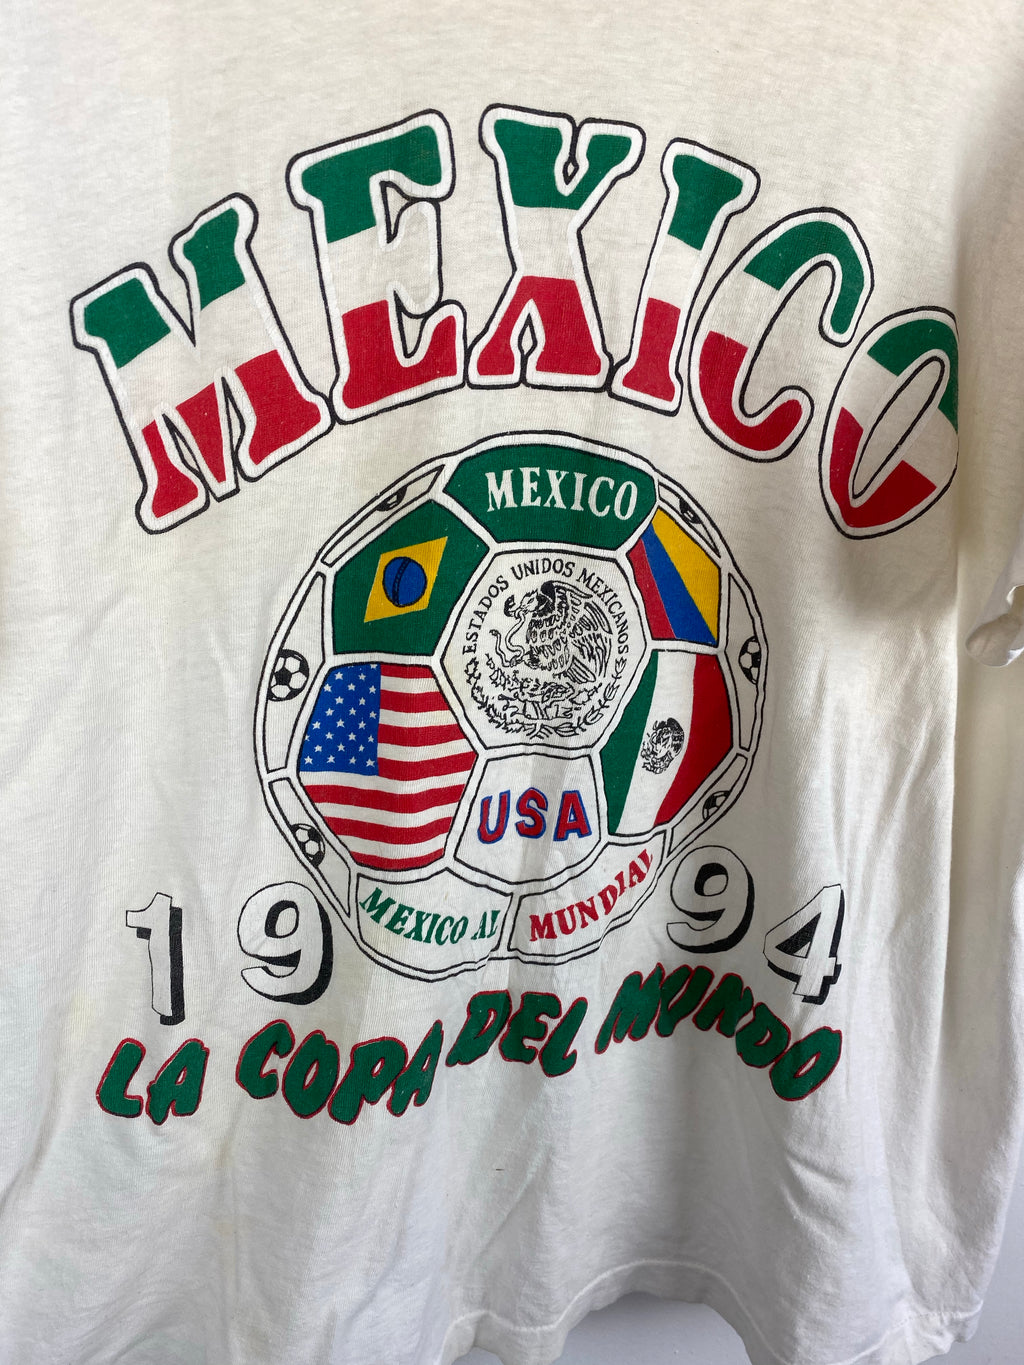 MEXICO
MEXICO
ESTADOS UNIDOS MEXICANOS
USA
MEXICO AL MUNDIAL
1994
LA COPA DEL MUNDO